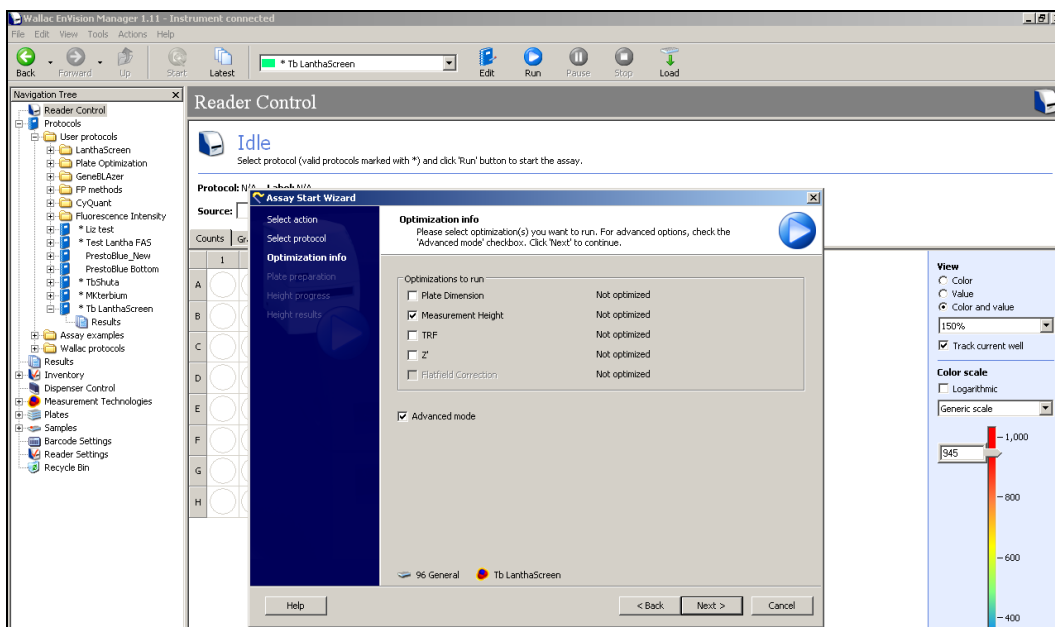 Wallac EnVision Manager 1.11 - Instrument connected
File Edit View Tools Actions Help
Back Forward Up Start Latest * Tb LanthaScreen Edit Run Pause Stop Load
Navigation Tree
Reader Control
Protocols
User protocols
LanthaScreen
Plate Optimization
GeneBLAzer
FP methods
CyQuant
Fluorescence Intensity
* Liz test
* Test Lantha FAS
PrestoBlue_New
PrestoBlue Bottom
* TbShuta
* MKterbium
* Tb LanthaScreen
Results
Assay examples
Wallac protocols
Results
Inventory
Dispenser Control
Measurement Technologies
Plates
Samples
Barcode Settings
Reader Settings
Recycle Bin
Reader Control
Idle
Select protocol (valid protocols marked with *) and click 'Run' button to start the assay.
Protocol: N/A Label: N/A
Source:
Counts
1
A
B
C
D
E
F
G
H
Assay Start Wizard
Select action
Select protocol
Optimization info
Plate preparation
Height progress
Height results
Optimization info
Please select optimization(s) you want to run. For advanced options, check the
'Advanced mode' checkbox. Click 'Next' to continue.
Optimizations to run
Plate Dimension Not optimized
Measurement Height Not optimized
TRF Not optimized
Z' Not optimized
Flatfield Correction Not optimized
Advanced mode
96 General Tb LanthaScreen
Help < Back Next > Cancel
View
Color
Value
Color and value
150%
Track current well
Color scale
Logarithmic
Generic scale
1,000
945
800
600
400